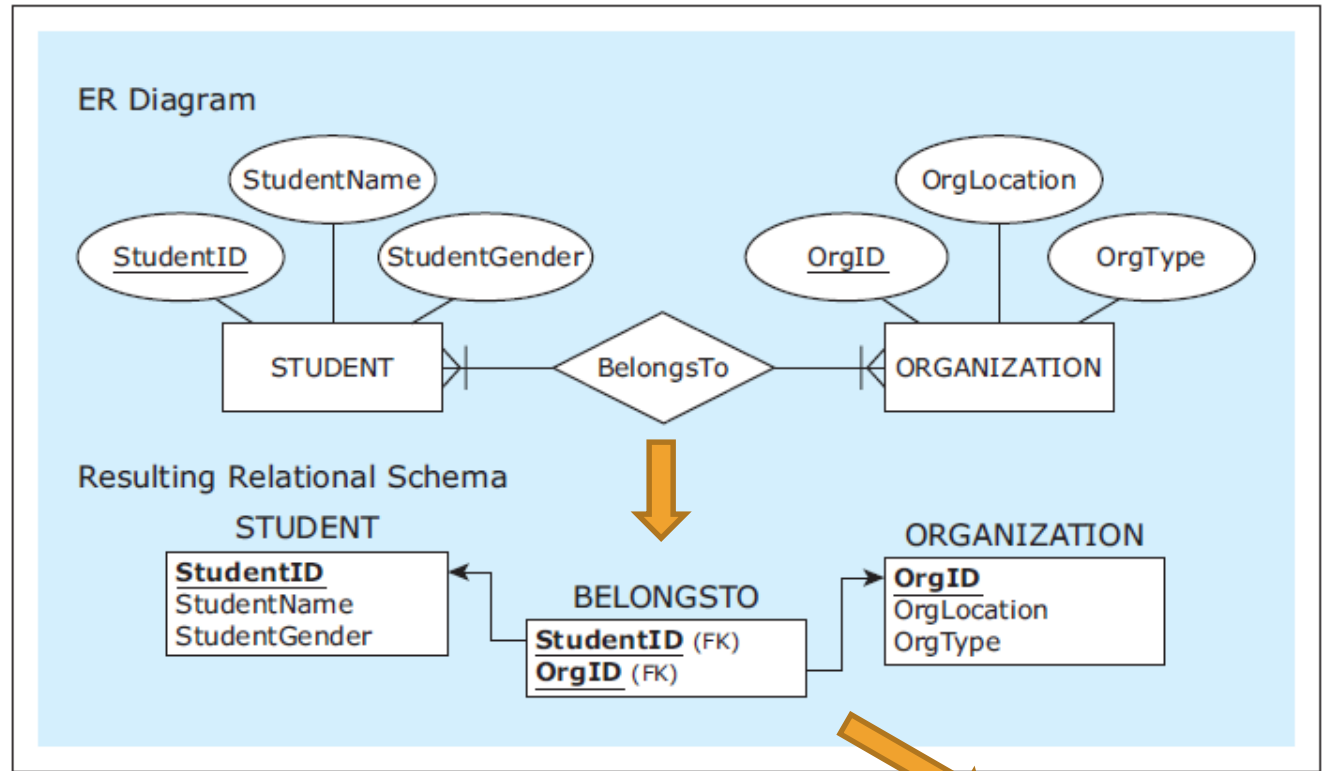 ER Diagram
StudentName
OrgLocation
StudentID
StudentGender
OrgID
OrgType
STUDENT
BelongsTo
ORGANIZATION
Resulting Relational Schema
STUDENT
StudentID
StudentName
StudentGender
BELONGSTO
StudentID (FK)
OrgID (FK)
ORGANIZATION
OrgID
OrgLocation
OrgType